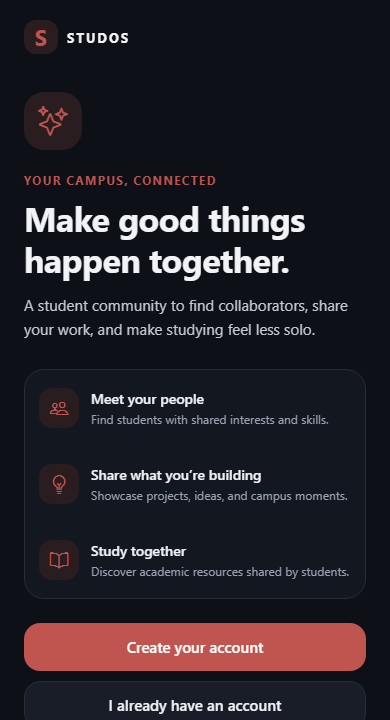 S STUDOS
YOUR CAMPUS, CONNECTED
Make good things
happen together.
A student community to find collaborators, share
your work, and make studying feel less solo.
Meet your people
Find students with shared interests and skills.
Share what you’re building
Showcase projects, ideas, and campus moments.
Study together
Discover academic resources shared by students.
Create your account
I already have an account